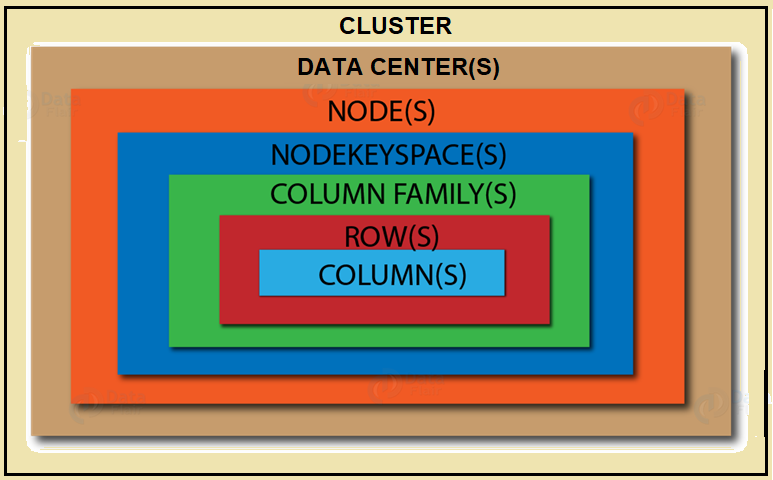 CLUSTER
DATA CENTER(S)
NODE(S)
NODEKEYSPACE(S)
COLUMN FAMILY(S)
ROW(S)
COLUMN(S)